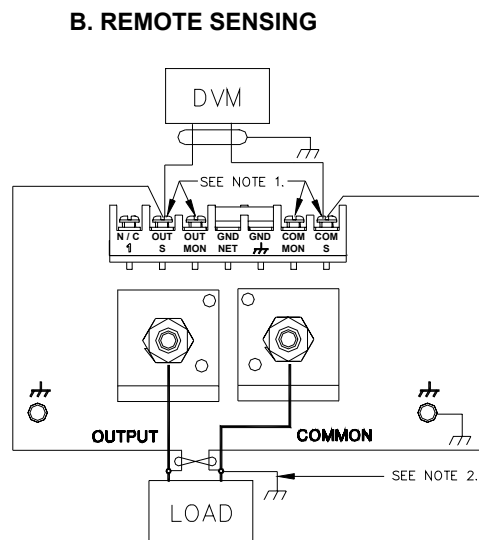 B. REMOTE SENSING
DVM
SEE NOTE 1.
N / C
1
OUT
S
OUT
MON
GND
NET
GND
COM
MON
COM
S
OUTPUT
COMMON
SEE NOTE 2.
LOAD